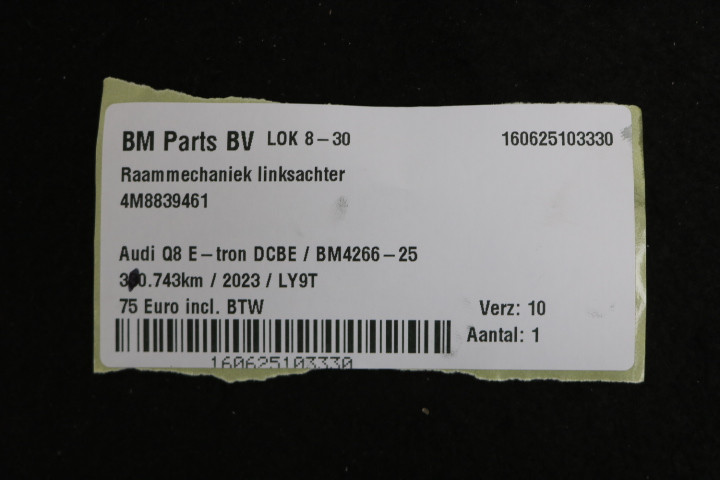 BM Parts BV LOK 8-30 160625103330
Raammechaniek linksachter
4M8839461
Audi Q8 E-tron DCBE / BM4266-25
/ 2023 / LY9T
75 Euro incl. BTW Verz: 10
Aantal: 1
160625103330